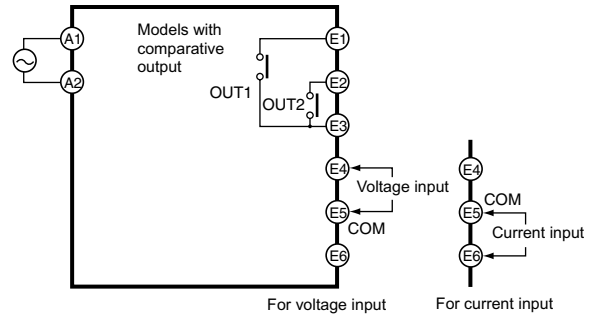 A1
A2
Models with
comparative
output
OUT1
OUT2
E1
E2
E3
E4
Voltage input
E5
COM
E6
For voltage input
E4
COM
E5
Current input
E6
For current input